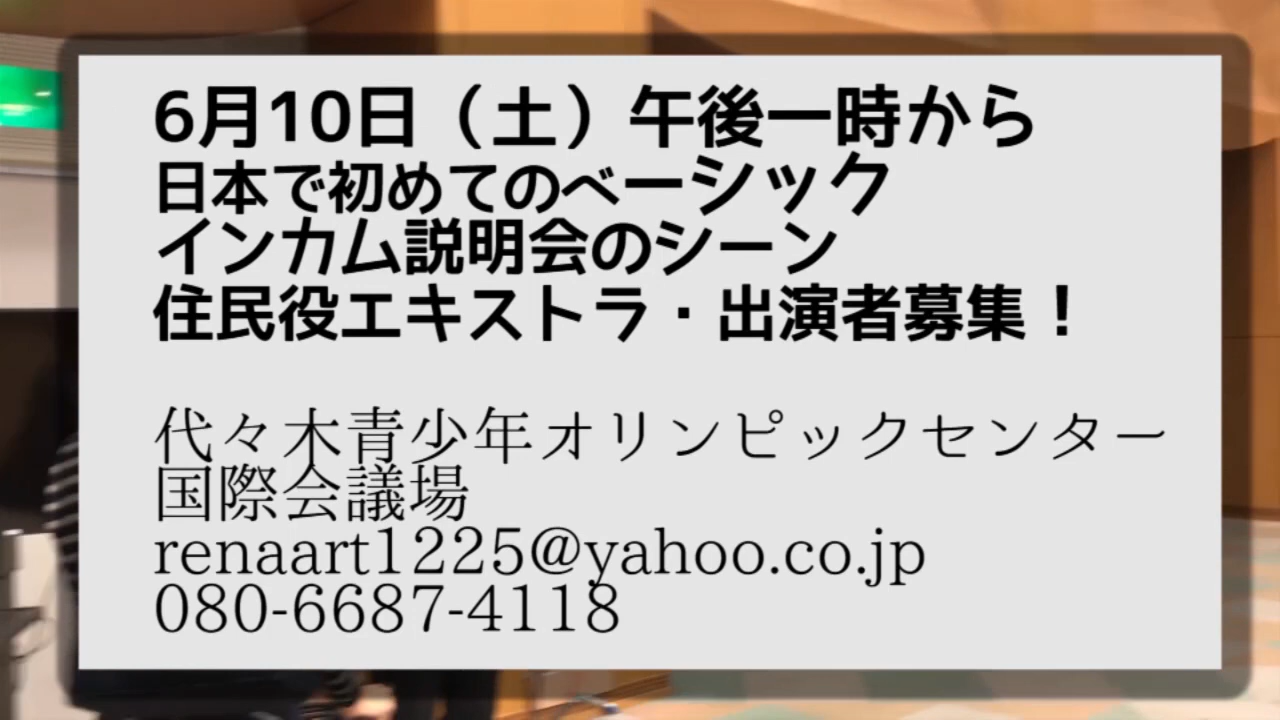 6月10日（土）午後一時から
日本で初めてのベーシック
インカム説明会のシーン
住民役エキストラ・出演者募集！
代々木青少年オリンピックセンター
国際会議場
renaart1225@yahoo.co.jp
080-6687-4118